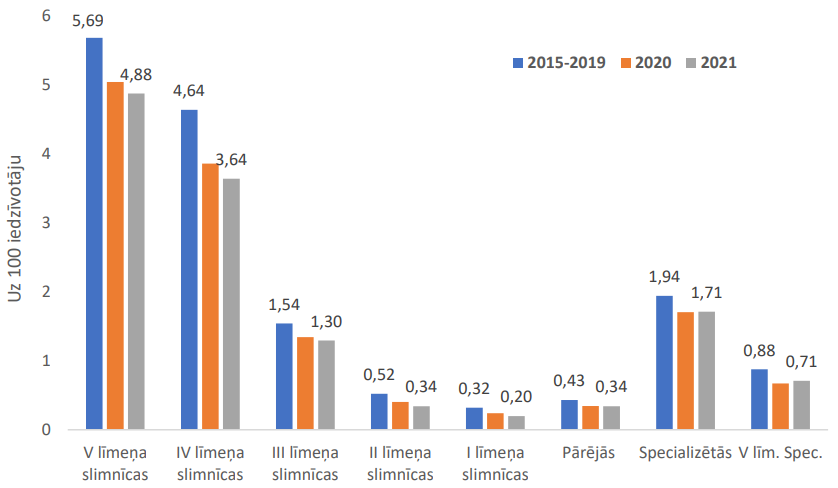 6
5
4
3
2
1
0
Uz 100 iedzīvotāju
2015-2019 2020 2021
5,69
4,88
4,64
3,64
1,54
1,30
0,52
0,34
0,32
0,20
0,43
0,34
1,94
1,71
0,88
0,71
V līmeņa
slimnīcas
IV līmeņa
slimnīcas
III līmeņa
slimnīcas
II līmeņa
slimnīcas
I līmeņa
slimnīcas
Pārējās
Specializētās
V līm. Spec.